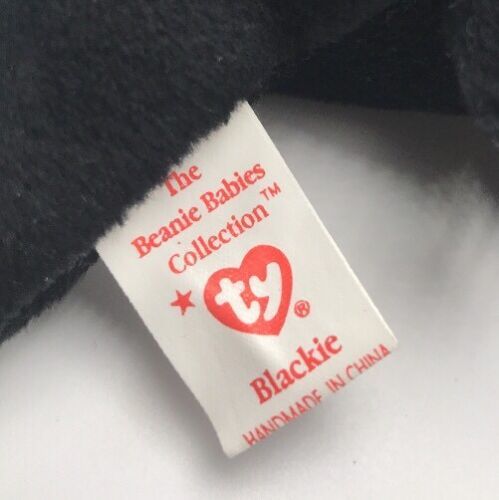 The
Beanie Babies
Collection™
ty®
Blackie
HANDMADE IN CHINA